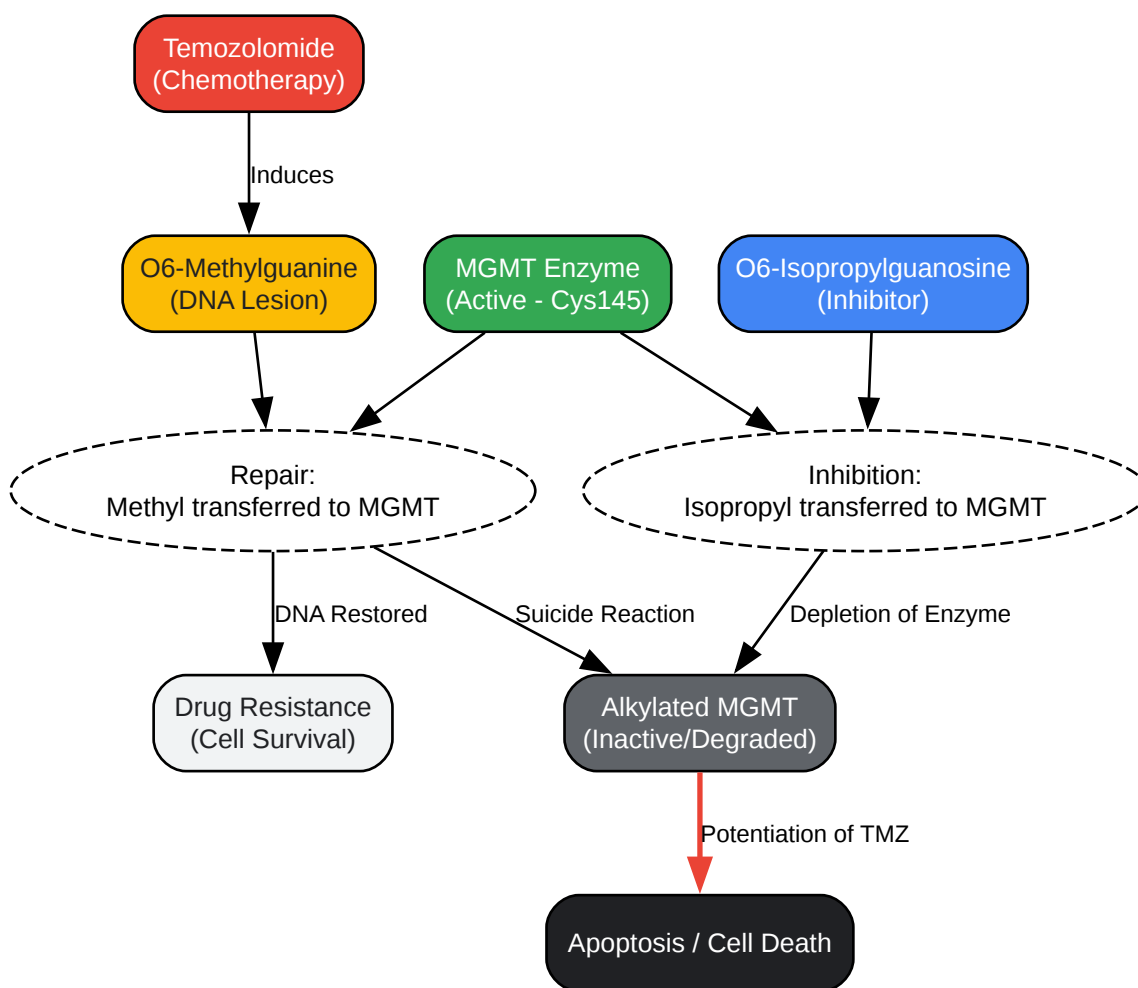 Temozolomide
(Chemotherapy)
Induces
O6-Methylguanine
(DNA Lesion)
MGMT Enzyme
(Active - Cys145)
O6-Isopropylguanosine
(Inhibitor)
Repair:
Methyl transferred to MGMT
Inhibition:
Isopropyl transferred to MGMT
DNA Restored
Suicide Reaction
Depletion of Enzyme
Drug Resistance
(Cell Survival)
Alkylated MGMT
(Inactive/Degraded)
Potentiation of TMZ
Apoptosis / Cell Death